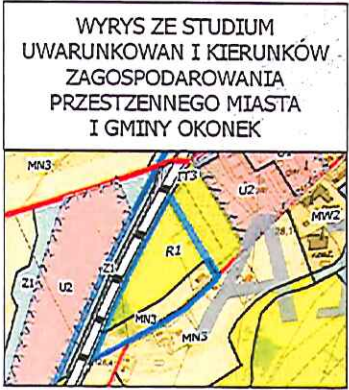 WYRYS ZE STUDIUM
UWARUNKOWAN I KIERUNKÓW
ZAGOSPODAROWANIA
PRZESTZENNEGO MIASTA
I GMINY OKONEK
MN3
IT3
U2
MW2
R1
Z1
Z1
U2
MN3
MN3